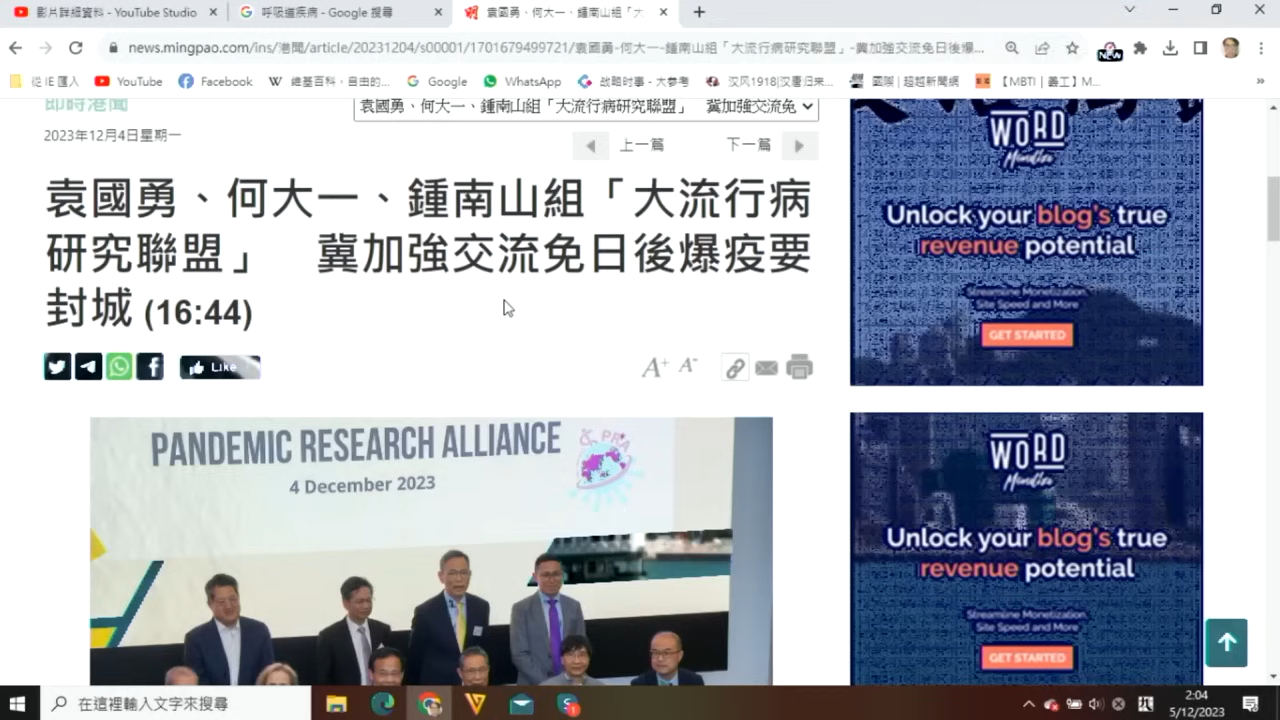 影片詳細資料 - YouTube Studio
呼吸道疾病 - Google 搜尋
袁國勇、何大一、鍾南山組「大
news.mingpao.com/ins/港聞/article/20231204/s00001/1701679499721/袁國勇-何大一-鍾南山組「大流行病研究聯盟」-冀加強交流免日後爆...
NEW
從 IE 匯入
YouTube
Facebook
維基百科，自由的...
Google
WhatsApp
战略时事 - 大參考
汉风1918|汉唐归来...
國際 | 超越新聞網
【MBTI | 義工】M...
即時港聞
袁國勇、何大一、鍾南山組「大流行病研究聯盟」 冀加強交流免
2023年12月4日星期一
上一篇
下一篇
袁國勇、何大一、鍾南山組「大流行病
研究聯盟」 冀加強交流免日後爆疫要
封城 (16:44)
Like
A+ A-
PANDEMIC RESEARCH ALLIANCE
4 December 2023
PRA
WORD
Mendka
Unlock your blog's true
revenue potential
Streamline Monetization
Site Speed and More
GET STARTED
WORD
Unlock your blog's true
revenue potential
Streamline Monetization
Site Speed and More
GET STARTED
在這裡輸入文字來搜尋
2:04
5/12/2023